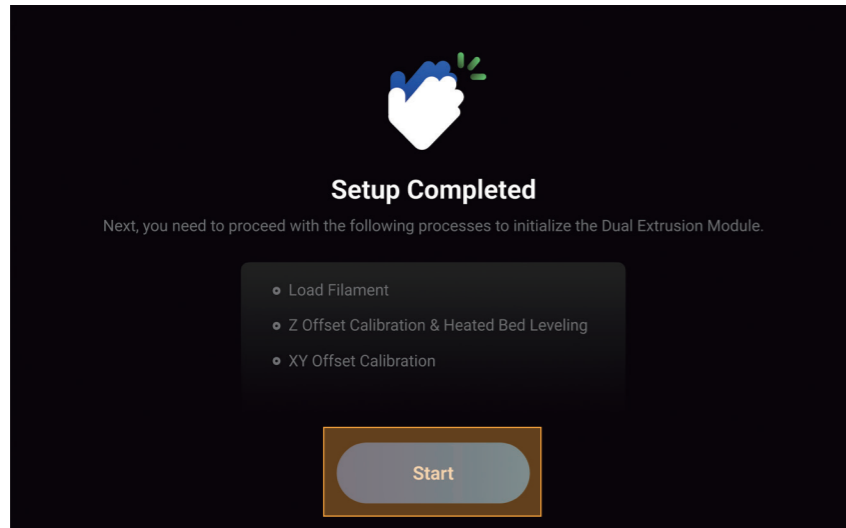 Setup Completed
Next, you need to proceed with the following processes to initialize the Dual Extrusion Module.
Load Filament
Z Offset Calibration & Heated Bed Leveling
XY Offset Calibration
Start